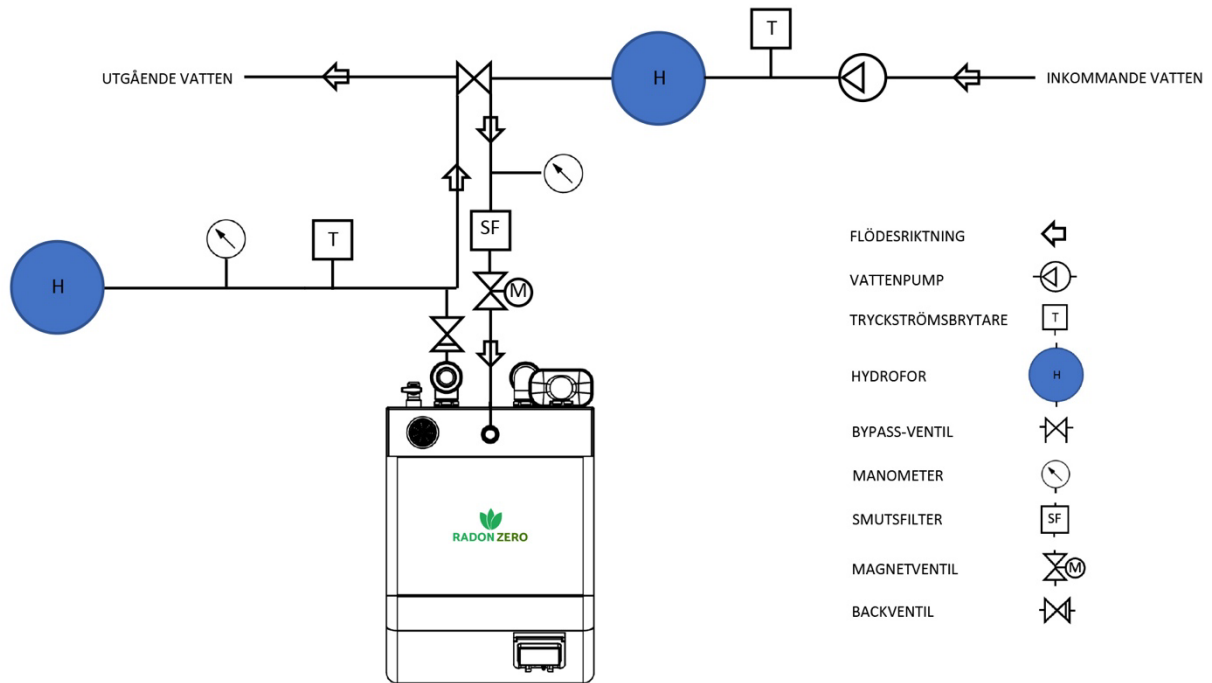 T
UTGÅENDE VATTEN
H
INKOMMANDE VATTEN
SF
T
H
M
FLÖDESRIKTNING
VATTENPUMP
TRYCKSTRÖMSBRYTARE T
HYDROFOR H
BYPASS-VENTIL
MANOMETER
SMUTSFILTER SF
MAGNETVENTIL M
BACKVENTIL
RADON ZERO